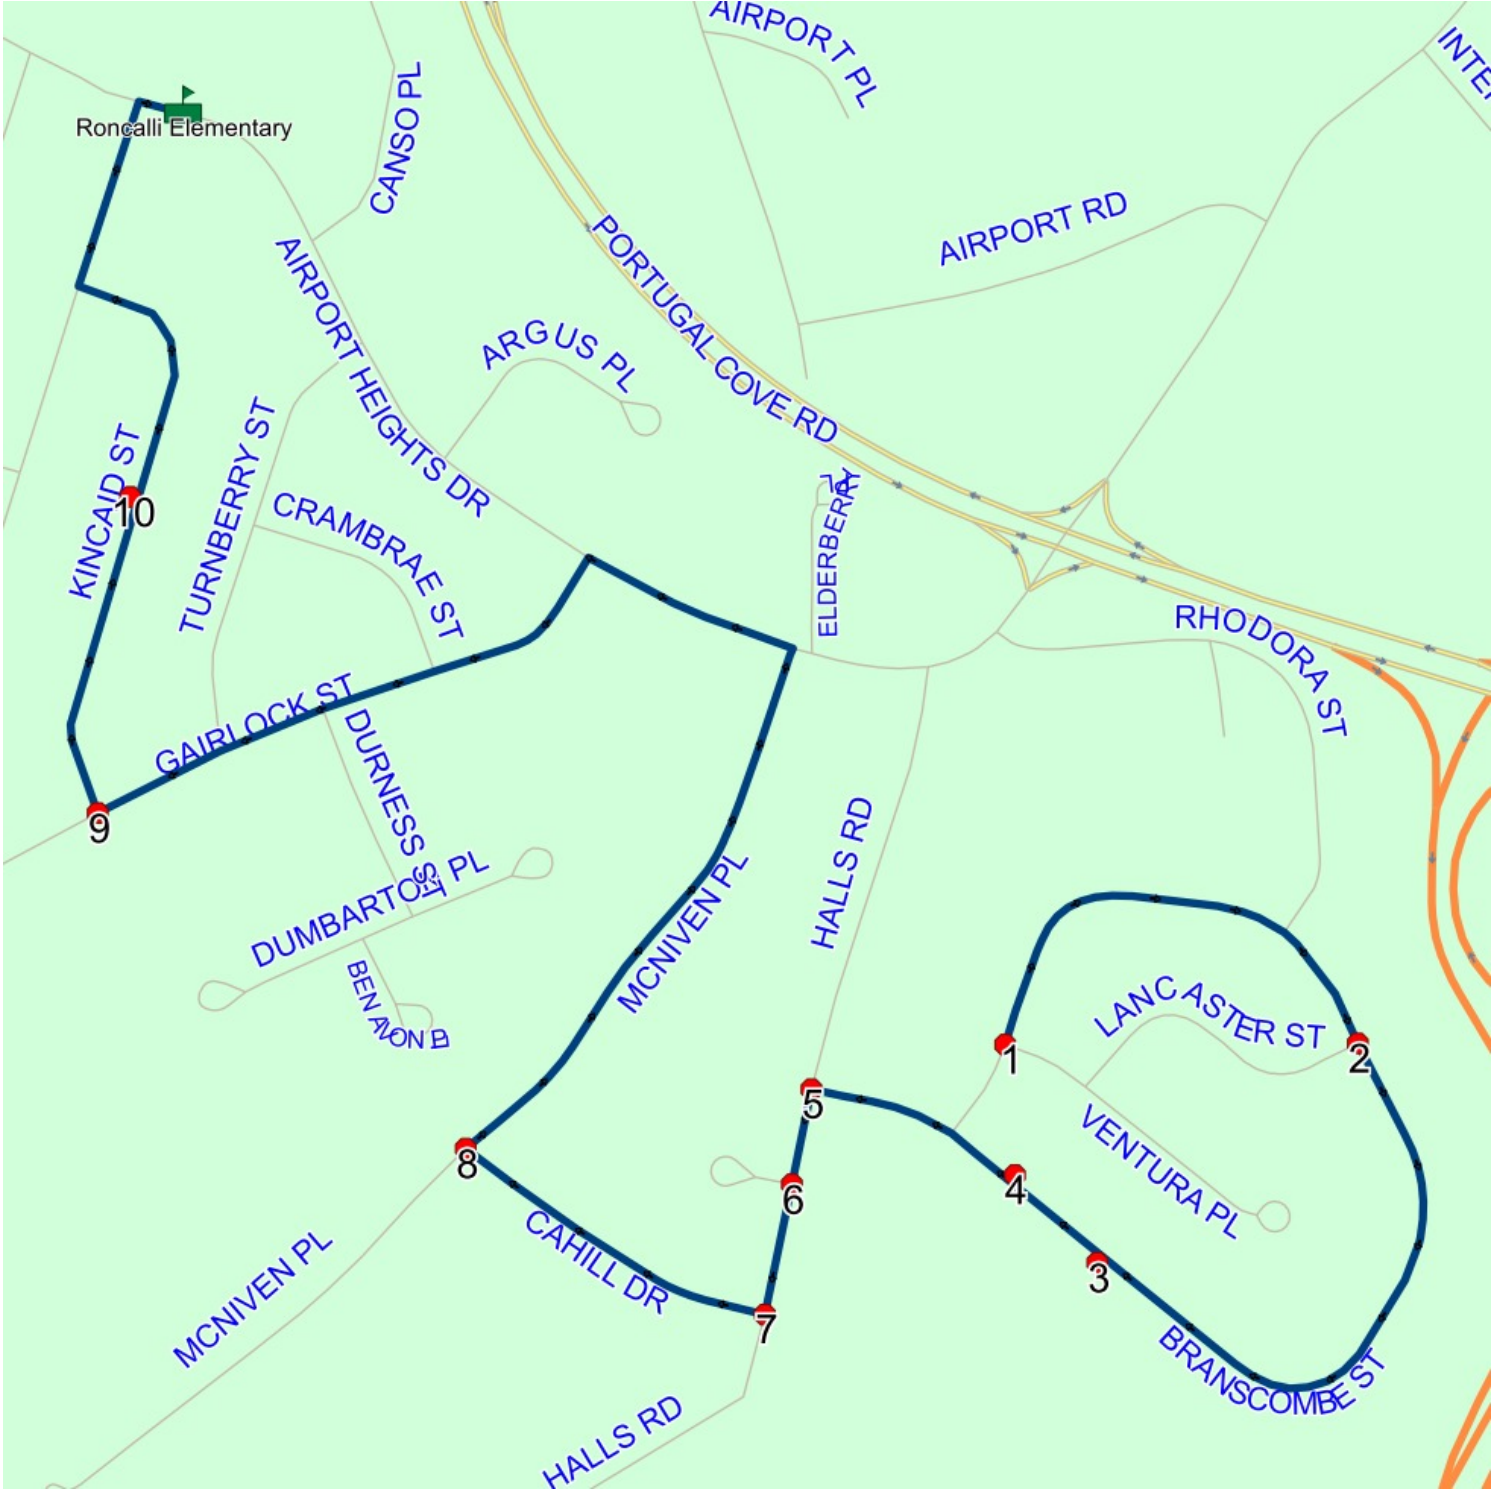 AIRPORT PL
INTE
Roncalli Elementary
CANSO PL
AIRPORT RD
PORTUGAL COVE RD
AIRPORT HEIGHTS DR
ARGUS PL
TURNBERRY ST
KINCAID ST
10
CRAMBRAE ST
ELDERBERRY
RHODORA ST
GAIRLOCK ST
DURNESS ST
9
DUMBARTON PL
MCNIVEN PL
HALLS RD
BEN AVON
LANCASTER ST
1
2
5
VENTURA PL
8
6
4
CAHILL DR
3
7
MCNIVEN PL
BRANSCOMBE ST
HALLS RD